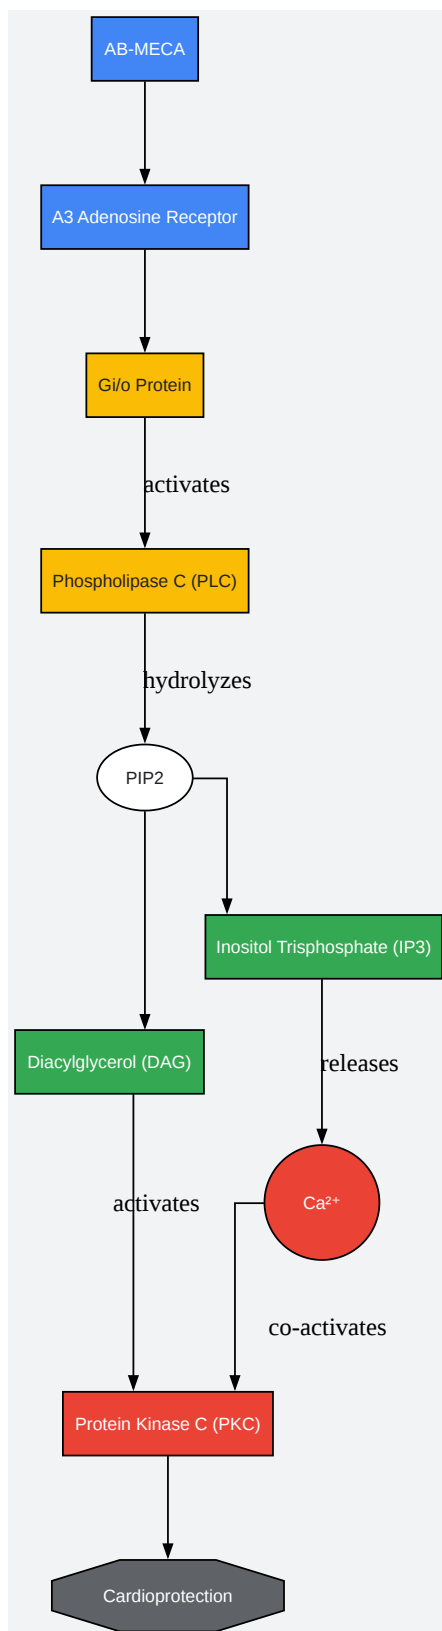 AB-MECA
A3 Adenosine Receptor
Gi/o Protein
activates
Phospholipase C (PLC)
hydrolyzes
PIP2
Inositol Trisphosphate (IP3)
Diacylglycerol (DAG)
releases
activates
Ca²⁺
co-activates
Protein Kinase C (PKC)
Cardioprotection